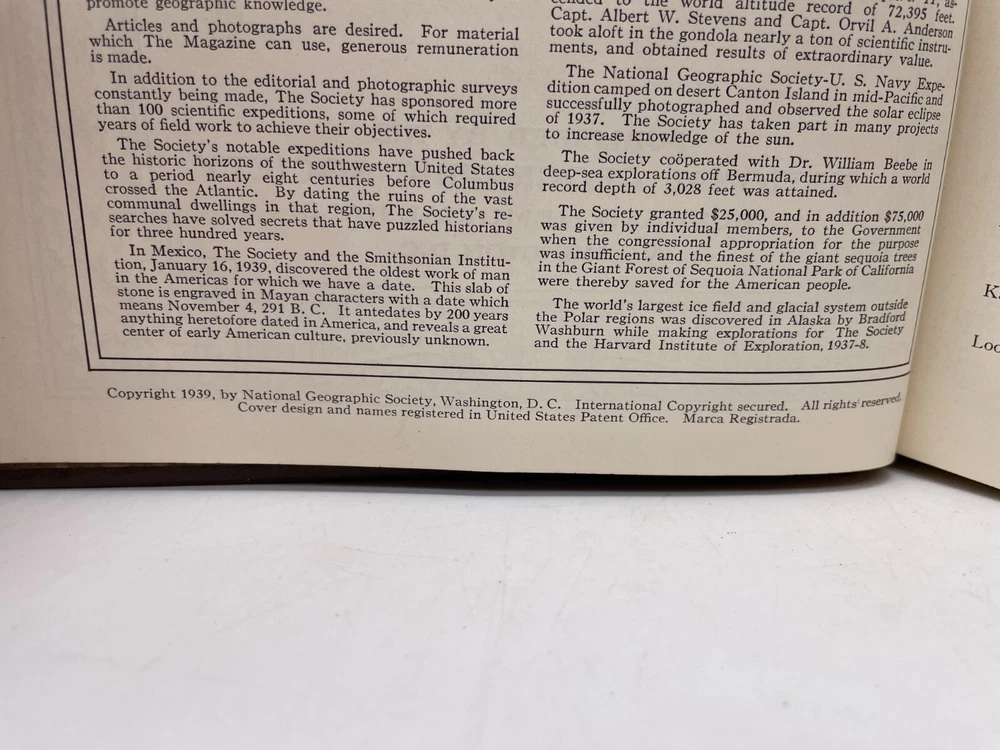 promote geographic knowledge.
Articles and photographs are desired. For material
which The Magazine can use, generous remuneration
is made.
In addition to the editorial and photographic surveys
constantly being made, The Society has sponsored more
than 100 scientific expeditions, some of which required
years of field work to achieve their objectives.
The Society's notable expeditions have pushed back
the historic horizons of the southwestern United States
to a period nearly eight centuries before Columbus
crossed the Atlantic. By dating the ruins of the vast
communal dwellings in that region, The Society's re-
searches have solved secrets that have puzzled historians
for three hundred years.
In Mexico, The Society and the Smithsonian Institu-
tion, January 16, 1939, discovered the oldest work of man
in the Americas for which we have a date. This slab of
stone is engraved in Mayan characters with a date which
means November 4, 291 B. C. It antedates by 200 years
anything heretofore dated in America, and reveals a great
center of early American culture, previously unknown.
to the world altitude record of 72,395 feet.
Capt. Albert W. Stevens and Capt. Orvil A. Anderson
took aloft in the gondola nearly a ton of scientific instru-
ments, and obtained results of extraordinary value.
The National Geographic Society-U. S. Navy Expe-
dition camped on desert Canton Island in mid-Pacific and
successfully photographed and observed the solar eclipse
of 1937. The Society has taken part in many projects
to increase knowledge of the sun.
The Society coöperated with Dr. William Beebe in
deep-sea explorations off Bermuda, during which a world
record depth of 3,028 feet was attained.
The Society granted $25,000, and in addition $75,000
was given by individual members, to the Government
when the congressional appropriation for the purpose
was insufficient, and the finest of the giant sequoia trees
in the Giant Forest of Sequoia National Park of California
were thereby saved for the American people.
The world's largest ice field and glacial system outside
the Polar regions was discovered in Alaska by Bradford
Washburn while making explorations for The Society
and the Harvard Institute of Exploration, 1937-8.
Copyright 1939, by National Geographic Society, Washington, D. C. International Copyright secured. All rights reserved.
Cover design and names registered in United States Patent Office. Marca Registrada.